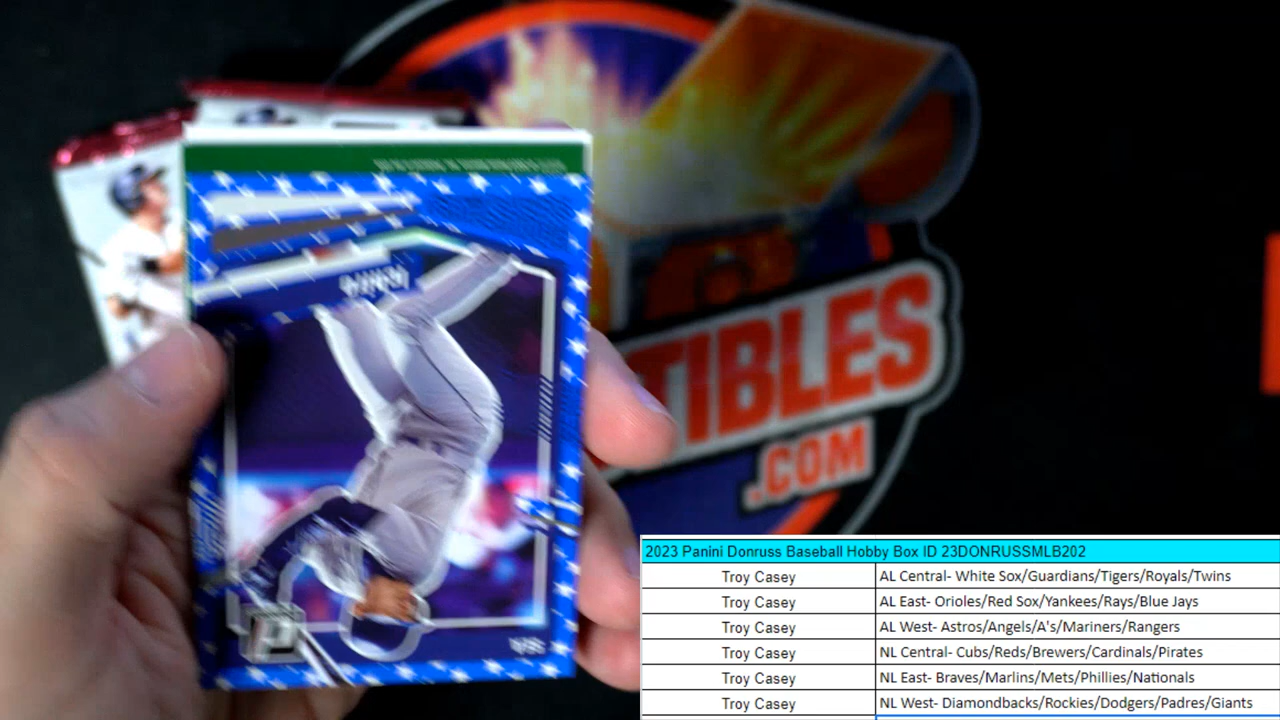 TIBLES
.COM
2023 Panini Donruss Baseball Hobby Box ID 23DONRUSSMLB202
Troy Casey AL Central- White Sox/Guardians/Tigers/Royals/Twins
Troy Casey AL East- Orioles/Red Sox/Yankees/Rays/Blue Jays
Troy Casey AL West- Astros/Angels/A's/Mariners/Rangers
Troy Casey NL Central- Cubs/Reds/Brewers/Cardinals/Pirates
Troy Casey NL East- Braves/Marlins/Mets/Phillies/Nationals
Troy Casey NL West- Diamondbacks/Rockies/Dodgers/Padres/Giants